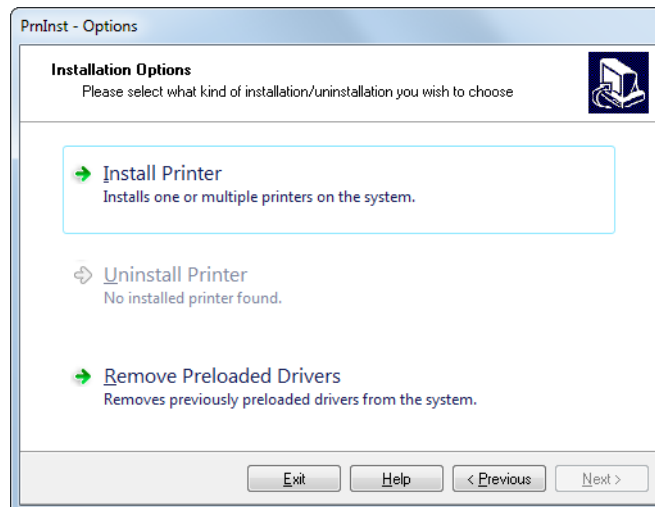 PrnInst - Options
Installation Options
Please select what kind of installation/uninstallation you wish to choose
Install Printer
Installs one or multiple printers on the system.
Uninstall Printer
No installed printer found.
Remove Preloaded Drivers
Removes previously preloaded drivers from the system.
Exit Help < Previous Next >